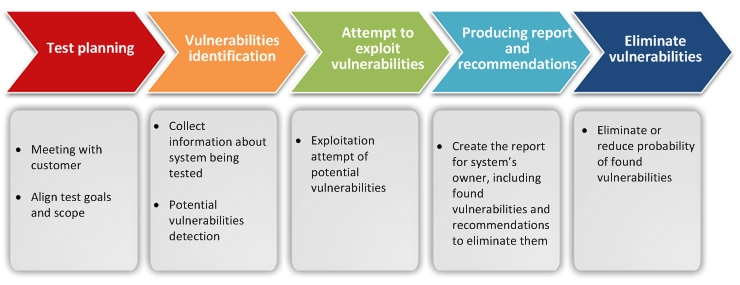 Test planning
Vulnerabilities
identification
Attempt to
exploit
vulnerabilities
Producing report
and
recommendations
Eliminate
vulnerabilities
• Meeting with
customer
• Align test goals
and scope
• Collect
information about
system being
tested
• Potential
vulnerabilities
detection
• Exploitation
attempt of
potential
vulnerabilities
• Create the report
for system's
owner, including
found
vulnerabilities and
recommendations
to eliminate them
• Eliminate or
reduce probability
of found
vulnerabilities